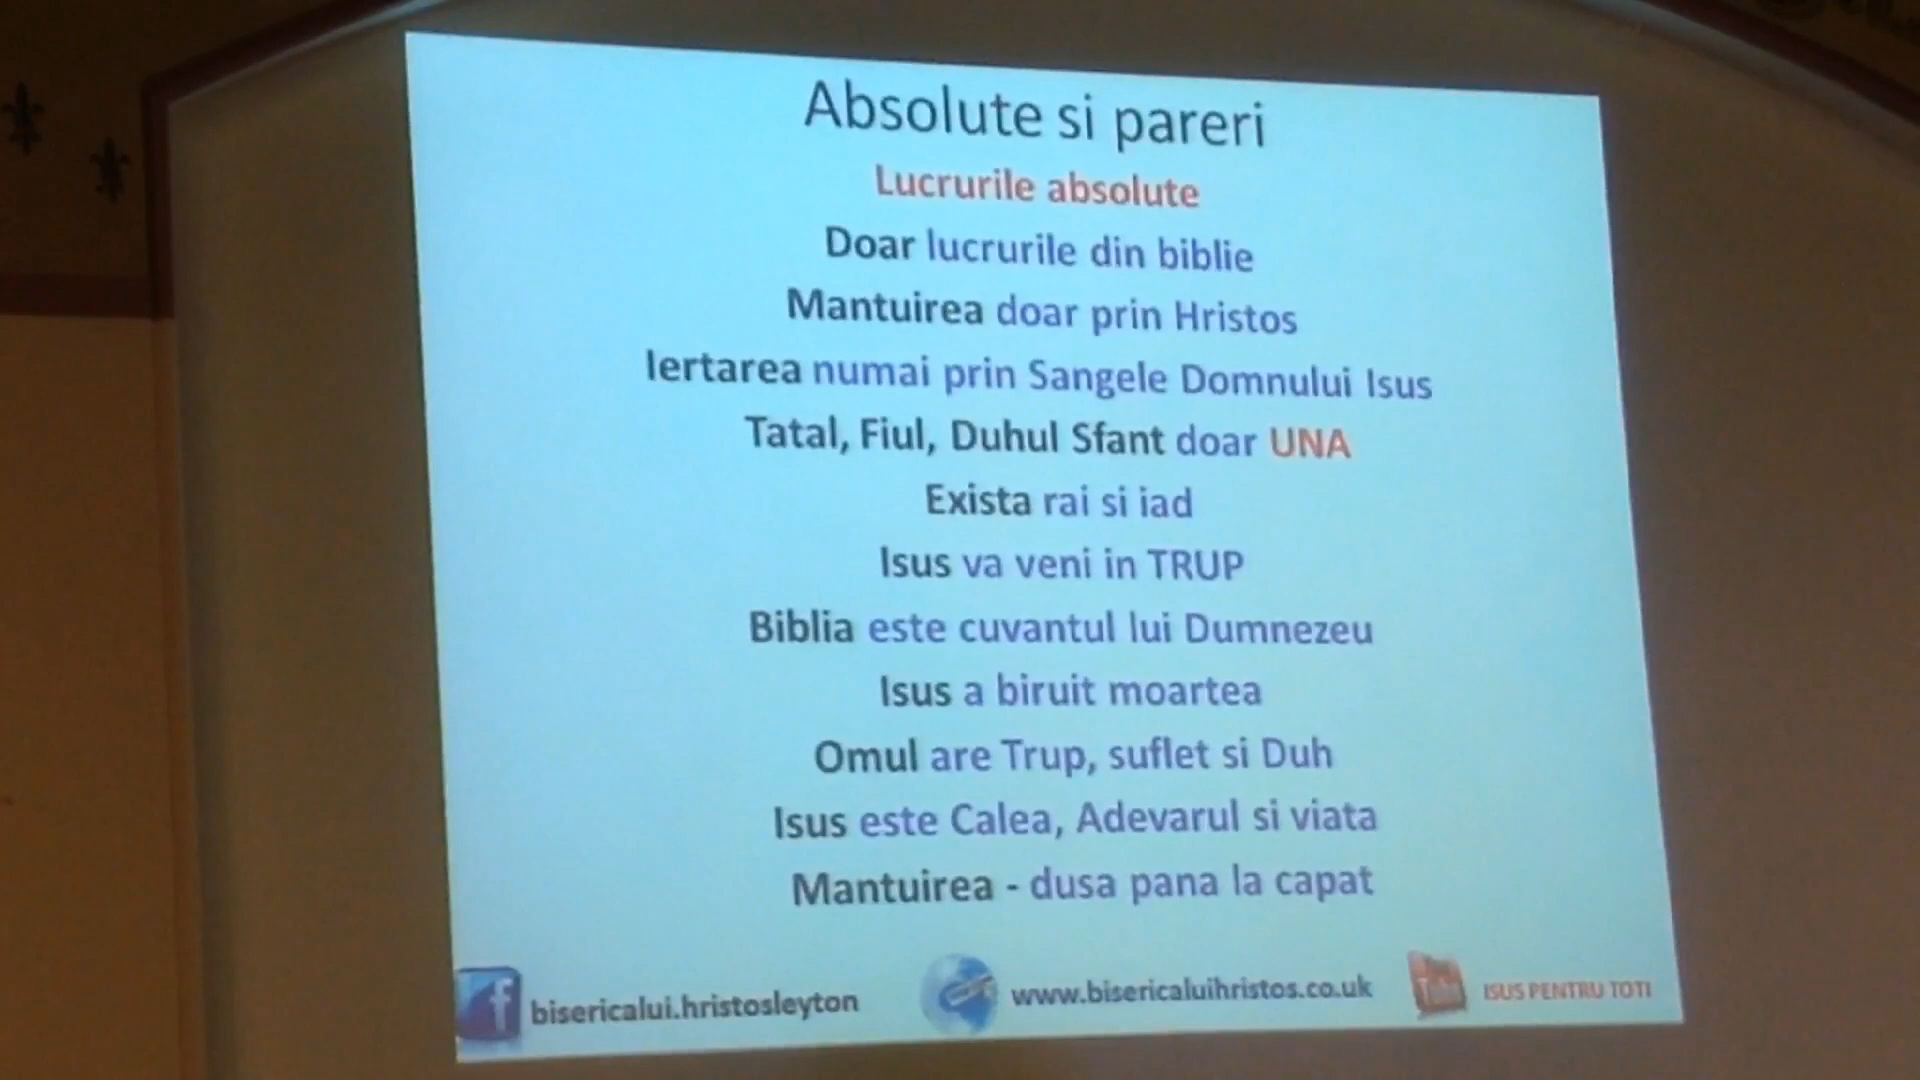 Absolute si pareri
Lucrurile absolute
Doar lucrurile din biblie
Mantuirea doar prin Hristos
Iertarea numai prin Sangele Domnului Isus
Tatal, Fiul, Duhul Sfant doar UNA
Exista rai si iad
Isus va veni in TRUP
Biblia este cuvantul lui Dumnezeu
Isus a biruit moartea
Omul are Trup, suflet si Duh
Isus este Calea, Adevarul si viata
Mantuirea - dusa pana la capat
f bisericalui.hristosleyton www.bisericaluihristos.co.uk You Tube ISUS PENTRU TOTI